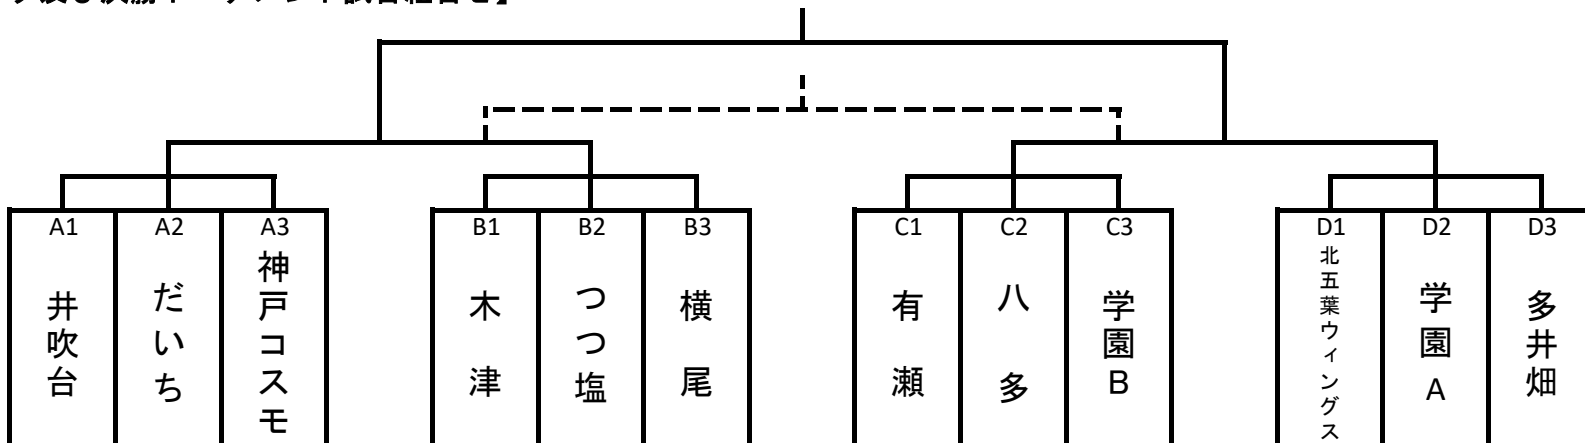 A1 A2 A3 B1 B2 B3 C1 C2 C3 D1 D2 D3
井吹台
だいち
神戸コスモ
木津
つつ塩
横尾
有瀬
八多
学園B
北五葉ウィングス
学園A
多井畑